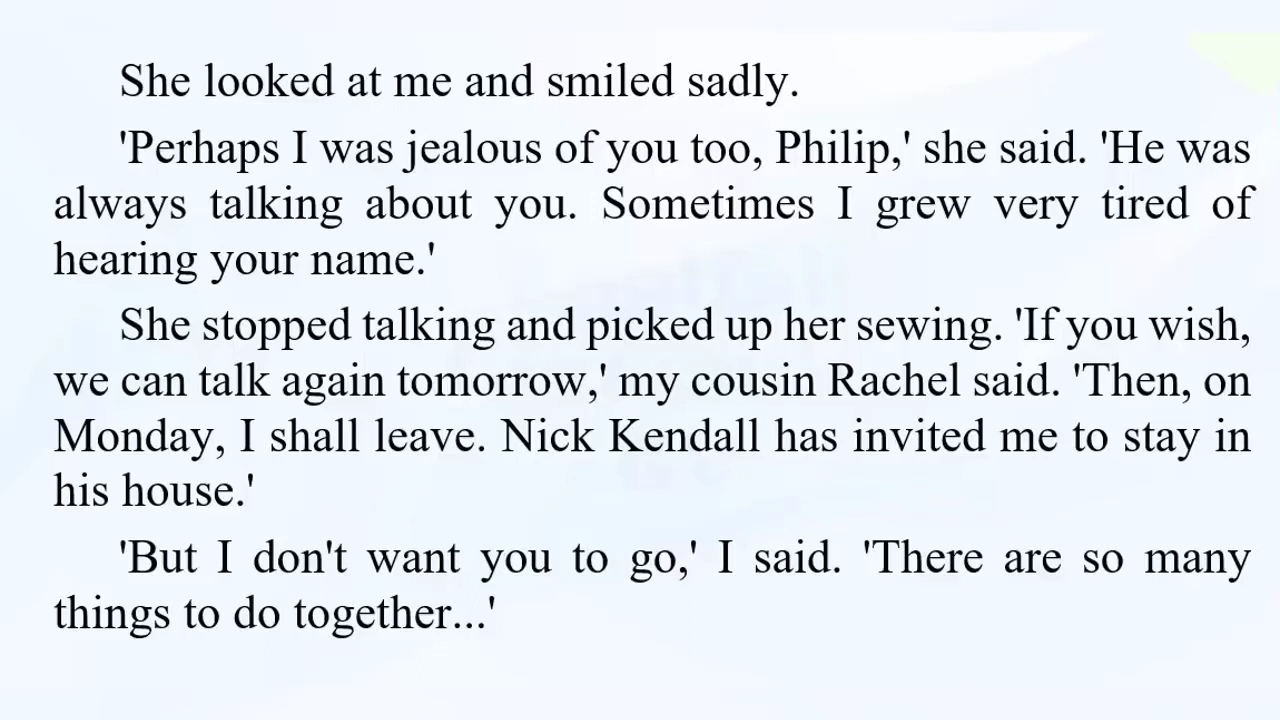 She looked at me and smiled sadly.
'Perhaps I was jealous of you too, Philip,' she said. 'He was
always talking about you. Sometimes I grew very tired of
hearing your name.'
She stopped talking and picked up her sewing. 'If you wish,
we can talk again tomorrow,' my cousin Rachel said. 'Then, on
Monday, I shall leave. Nick Kendall has invited me to stay in
his house.'
'But I don't want you to go,' I said. 'There are so many
things to do together...'